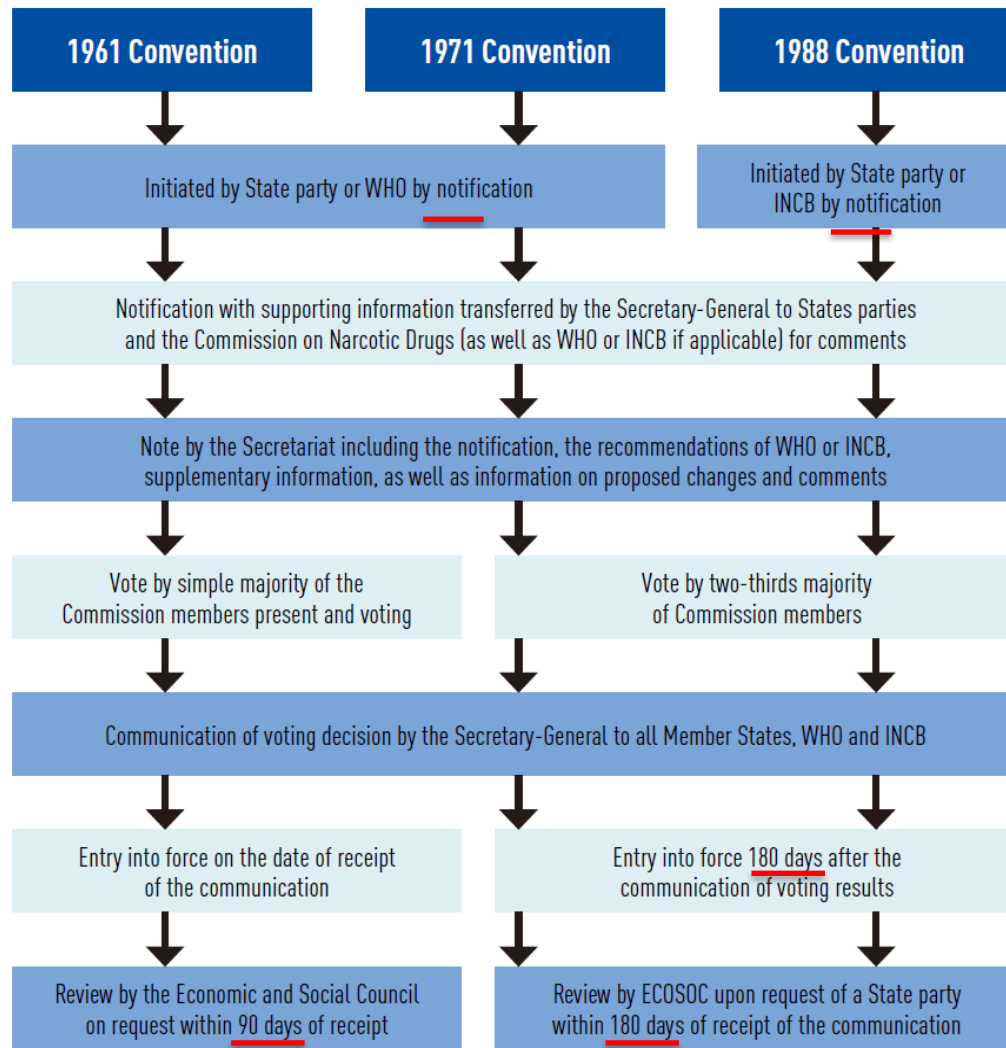 1961 Convention
1971 Convention
1988 Convention
Initiated by State party or WHO by notification
Initiated by State party or
INCB by notification
Notification with supporting information transferred by the Secretary-General to States parties
and the Commission on Narcotic Drugs (as well as WHO or INCB if applicable) for comments
Note by the Secretariat including the notification, the recommendations of WHO or INCB,
supplementary information, as well as information on proposed changes and comments
Vote by simple majority of the
Commission members present and voting
Vote by two-thirds majority
of Commission members
Communication of voting decision by the Secretary-General to all Member States, WHO and INCB
Entry into force on the date of receipt
of the communication
Entry into force 180 days after the
communication of voting results
Review by the Economic and Social Council
on request within 90 days of receipt
Review by ECOSOC upon request of a State party
within 180 days of receipt of the communication